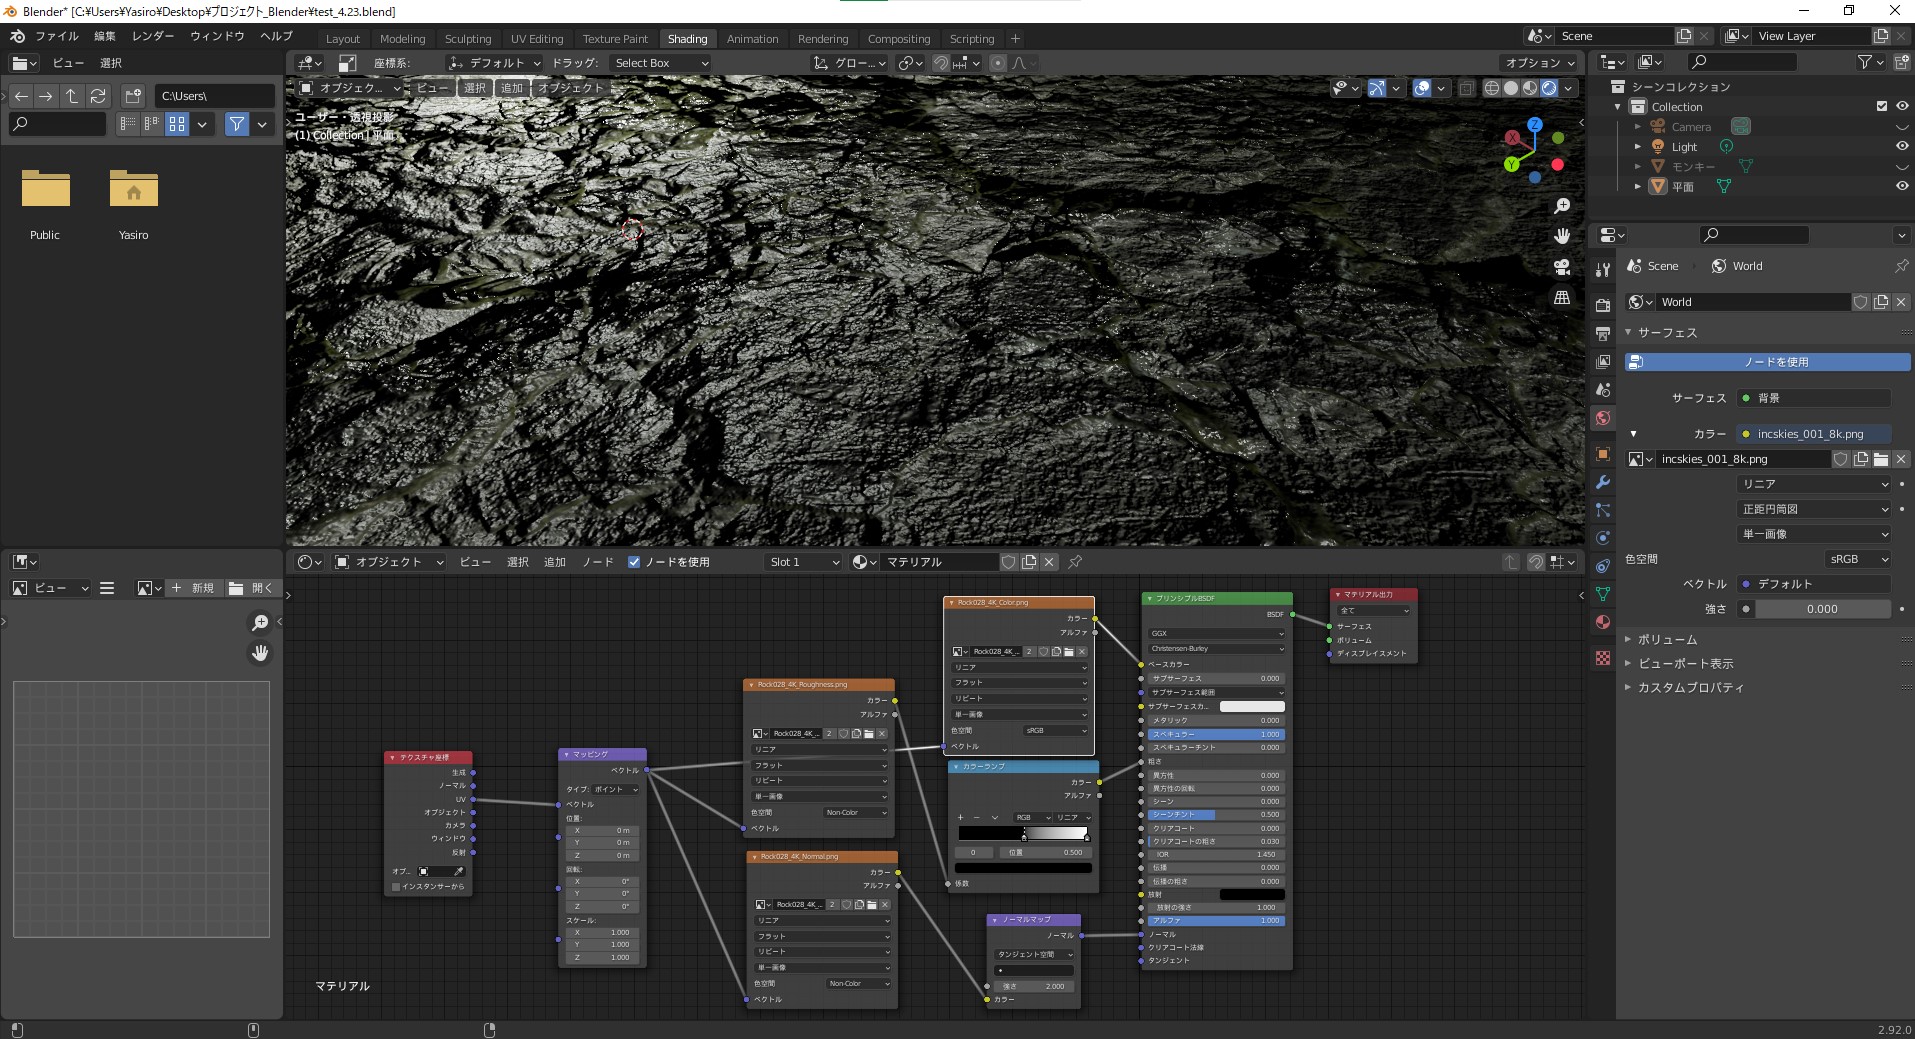 Blender* [C:¥Users¥Yasiro¥Desktop¥プロジェクト_Blender¥test_4.23.blend]
ファイル 編集 レンダー ウィンドウ ヘルプ Layout Modeling Sculpting UV Editing Texture Paint Shading Animation Rendering Compositing Scripting + Scene View Layer
ビュー 選択
座標系: デフォルト ドラッグ: Select Box グロー... オプション
C:\Users\
Public Yasiro
オブジェク... ビュー 選択 追加 オブジェクト
ユーザー・透視投影
(1) Collection | 平面
X Y Z
シーンコレクション
Collection
Camera
Light
モンキー
平面
Scene World
World
サーフェス
ノードを使用
サーフェス 背景
カラー incskies_001_8k.png
incskies_001_8k.png
リニア
正距円筒図
単一画像
色空間 sRGB
ベクトル デフォルト
強さ 0.000
ボリューム
ビューポート表示
カスタムプロパティ
ビュー + 新規 開く
オブジェクト ビュー 選択 追加 ノード ノードを使用 Slot 1 マテリアル
テクスチャ座標
生成
ノーマル
UV
オブジェクト
カメラ
ウィンドウ
反射
オブ...
インスタンサーから
マッピング
ベクトル
タイプ: ポイント
ベクトル
位置:
X 0 m
Y 0 m
Z 0 m
回転:
X 0°
Y 0°
Z 0°
スケール:
X 1.000
Y 1.000
Z 1.000
Rock028_4K_Roughness.png
カラー
アルファ
Rock028_4K_... 2
リニア
フラット
リピート
単一画像
色空間 Non-Color
ベクトル
Rock028_4K_Normal.png
カラー
アルファ
Rock028_4K_... 2
リニア
フラット
リピート
単一画像
色空間 Non-Color
ベクトル
Rock028_4K_Color.png
カラー
アルファ
Rock028_4K_... 2
リニア
フラット
リピート
単一画像
色空間 sRGB
ベクトル
カラーランプ
カラー
アルファ
+ − RGB リニア
0 位置 0.500
係数
ノーマルマップ
ノーマル
タンジェント空間
強さ 2.000
カラー
プリンシプルBSDF
BSDF
GGX
Christensen-Burley
ベースカラー
サブサーフェス 0.000
サブサーフェス範囲
サブサーフェスカ...
メタリック 0.000
スペキュラー 1.000
スペキュラーチント 0.000
粗さ
異方性 0.000
異方性の回転 0.000
シーン 0.000
シーンチント 0.500
クリアコート 0.000
クリアコートの粗さ 0.030
IOR 1.450
伝播 0.000
伝播の粗さ 0.000
放射
放射の強さ 1.000
アルファ 1.000
ノーマル
クリアコート法線
タンジェント
マテリアル出力
全て
サーフェス
ボリューム
ディスプレイスメント
マテリアル
2.92.0